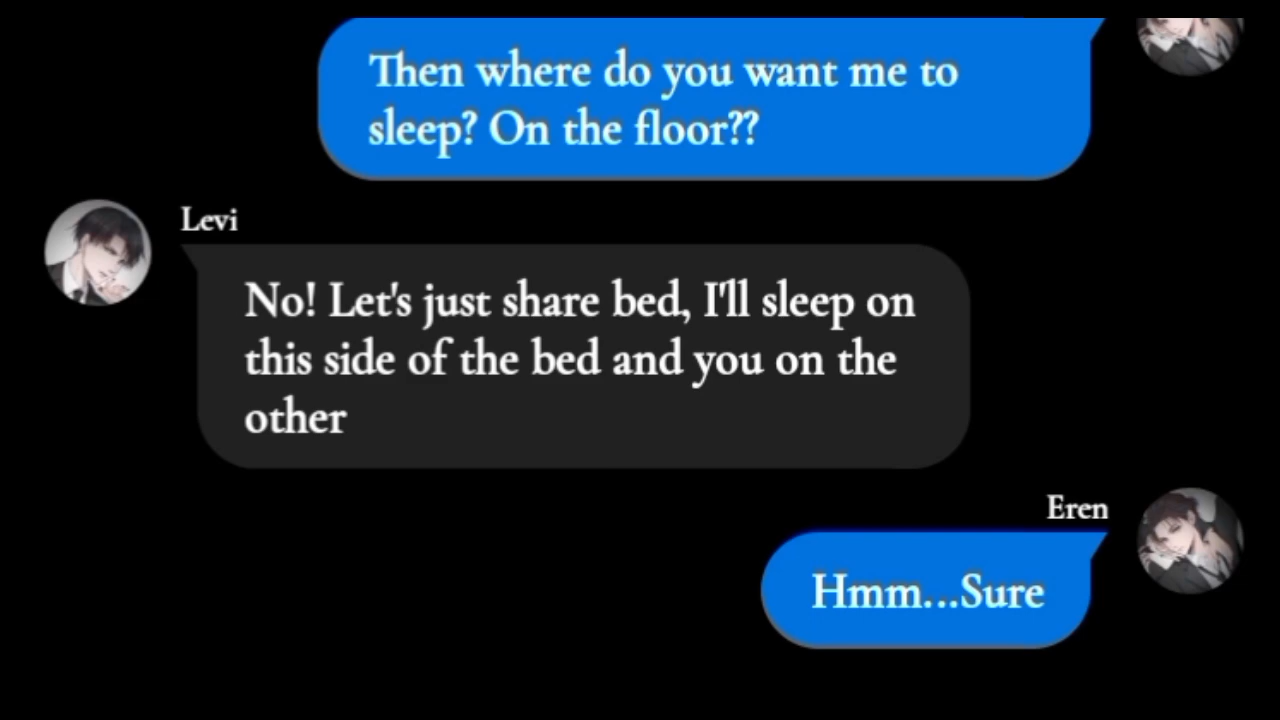 Then where do you want me to
sleep? On the floor??
Levi
No! Let's just share bed, I'll sleep on
this side of the bed and you on the
other
Eren
Hmm...Sure